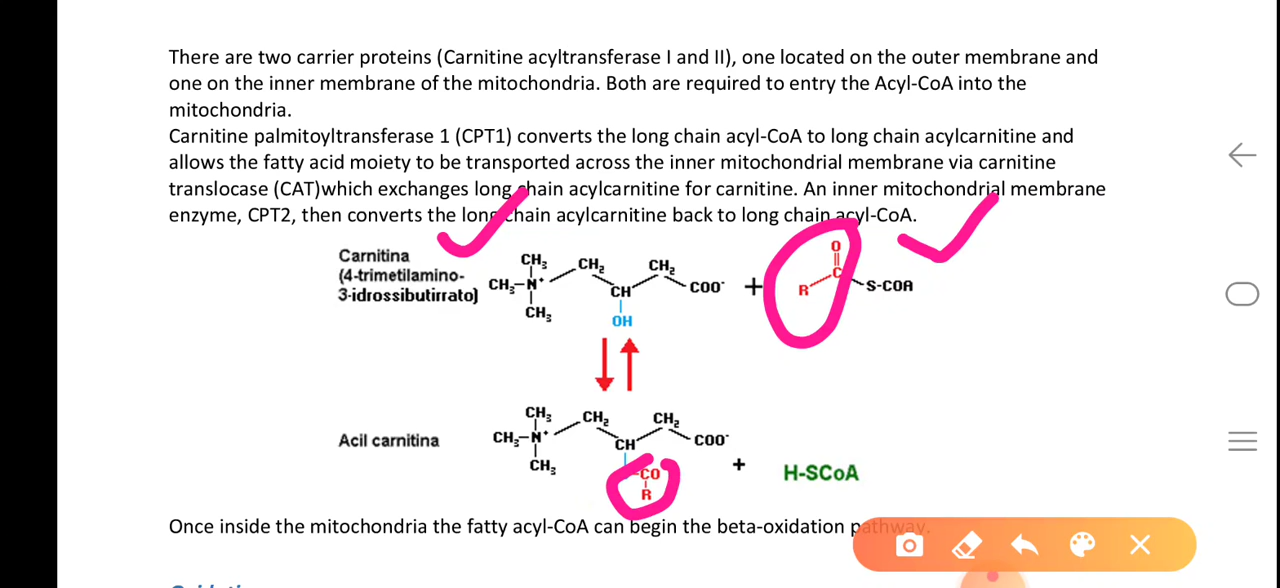 There are two carrier proteins (Carnitine acyltransferase I and II), one located on the outer membrane and
one on the inner membrane of the mitochondria. Both are required to entry the Acyl-CoA into the
mitochondria.
Carnitine palmitoyltransferase 1 (CPT1) converts the long chain acyl-CoA to long chain acylcarnitine and
allows the fatty acid moiety to be transported across the inner mitochondrial membrane via carnitine
translocase (CAT)which exchanges long chain acylcarnitine for carnitine. An inner mitochondrial membrane
enzyme, CPT2, then converts the long chain acylcarnitine back to long chain acyl-CoA.
Carnitina
(4-trimetilamino-
3-idrossibutirrato)
CH3 CH2 CH2 O
CH3-N+ CH COO- + R C S-COA
CH3 OH
CH3 CH2 CH2
Acil carnitina CH3-N+ CH COO- + H-SCoA
CH3 CO
R
Once inside the mitochondria the fatty acyl-CoA can begin the beta-oxidation pathway.